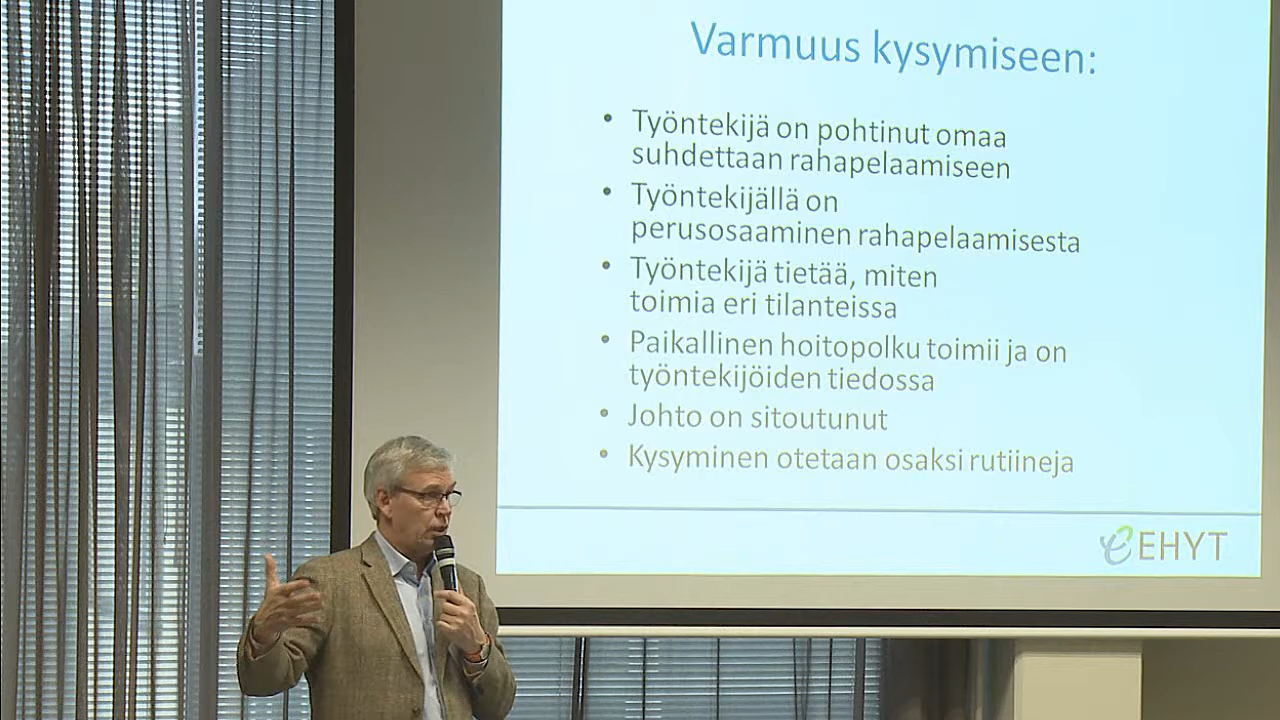 Varmuus kysymiseen:
• Työntekijä on pohtinut omaa
suhdettaan rahapelaamiseen
• Työntekijällä on
perusosaaminen rahapelaamisesta
• Työntekijä tietää, miten
toimia eri tilanteissa
• Paikallinen hoitopolku toimii ja on
työntekijöiden tiedossa
• Johto on sitoutunut
• Kysyminen otetaan osaksi rutiineja
EHYT